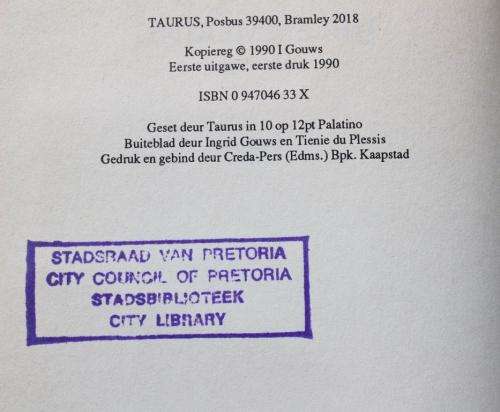 TAURUS, Posbus 39400, Bramley 2018
Kopiereg © 1990 I Gouws
Eerste uitgawe, eerste druk 1990
ISBN 0 947046 33 X
Geset deur Taurus in 10 op 12pt Palatino
Buiteblad deur Ingrid Gouws en Tienie du Plessis
Gedruk en gebind deur Creda-Pers (Edms.) Bpk. Kaapstad
STADSRAAD VAN PRETORIA
CITY COUNCIL OF PRETORIA
STADSBIBLIOTEEK
CITY LIBRARY